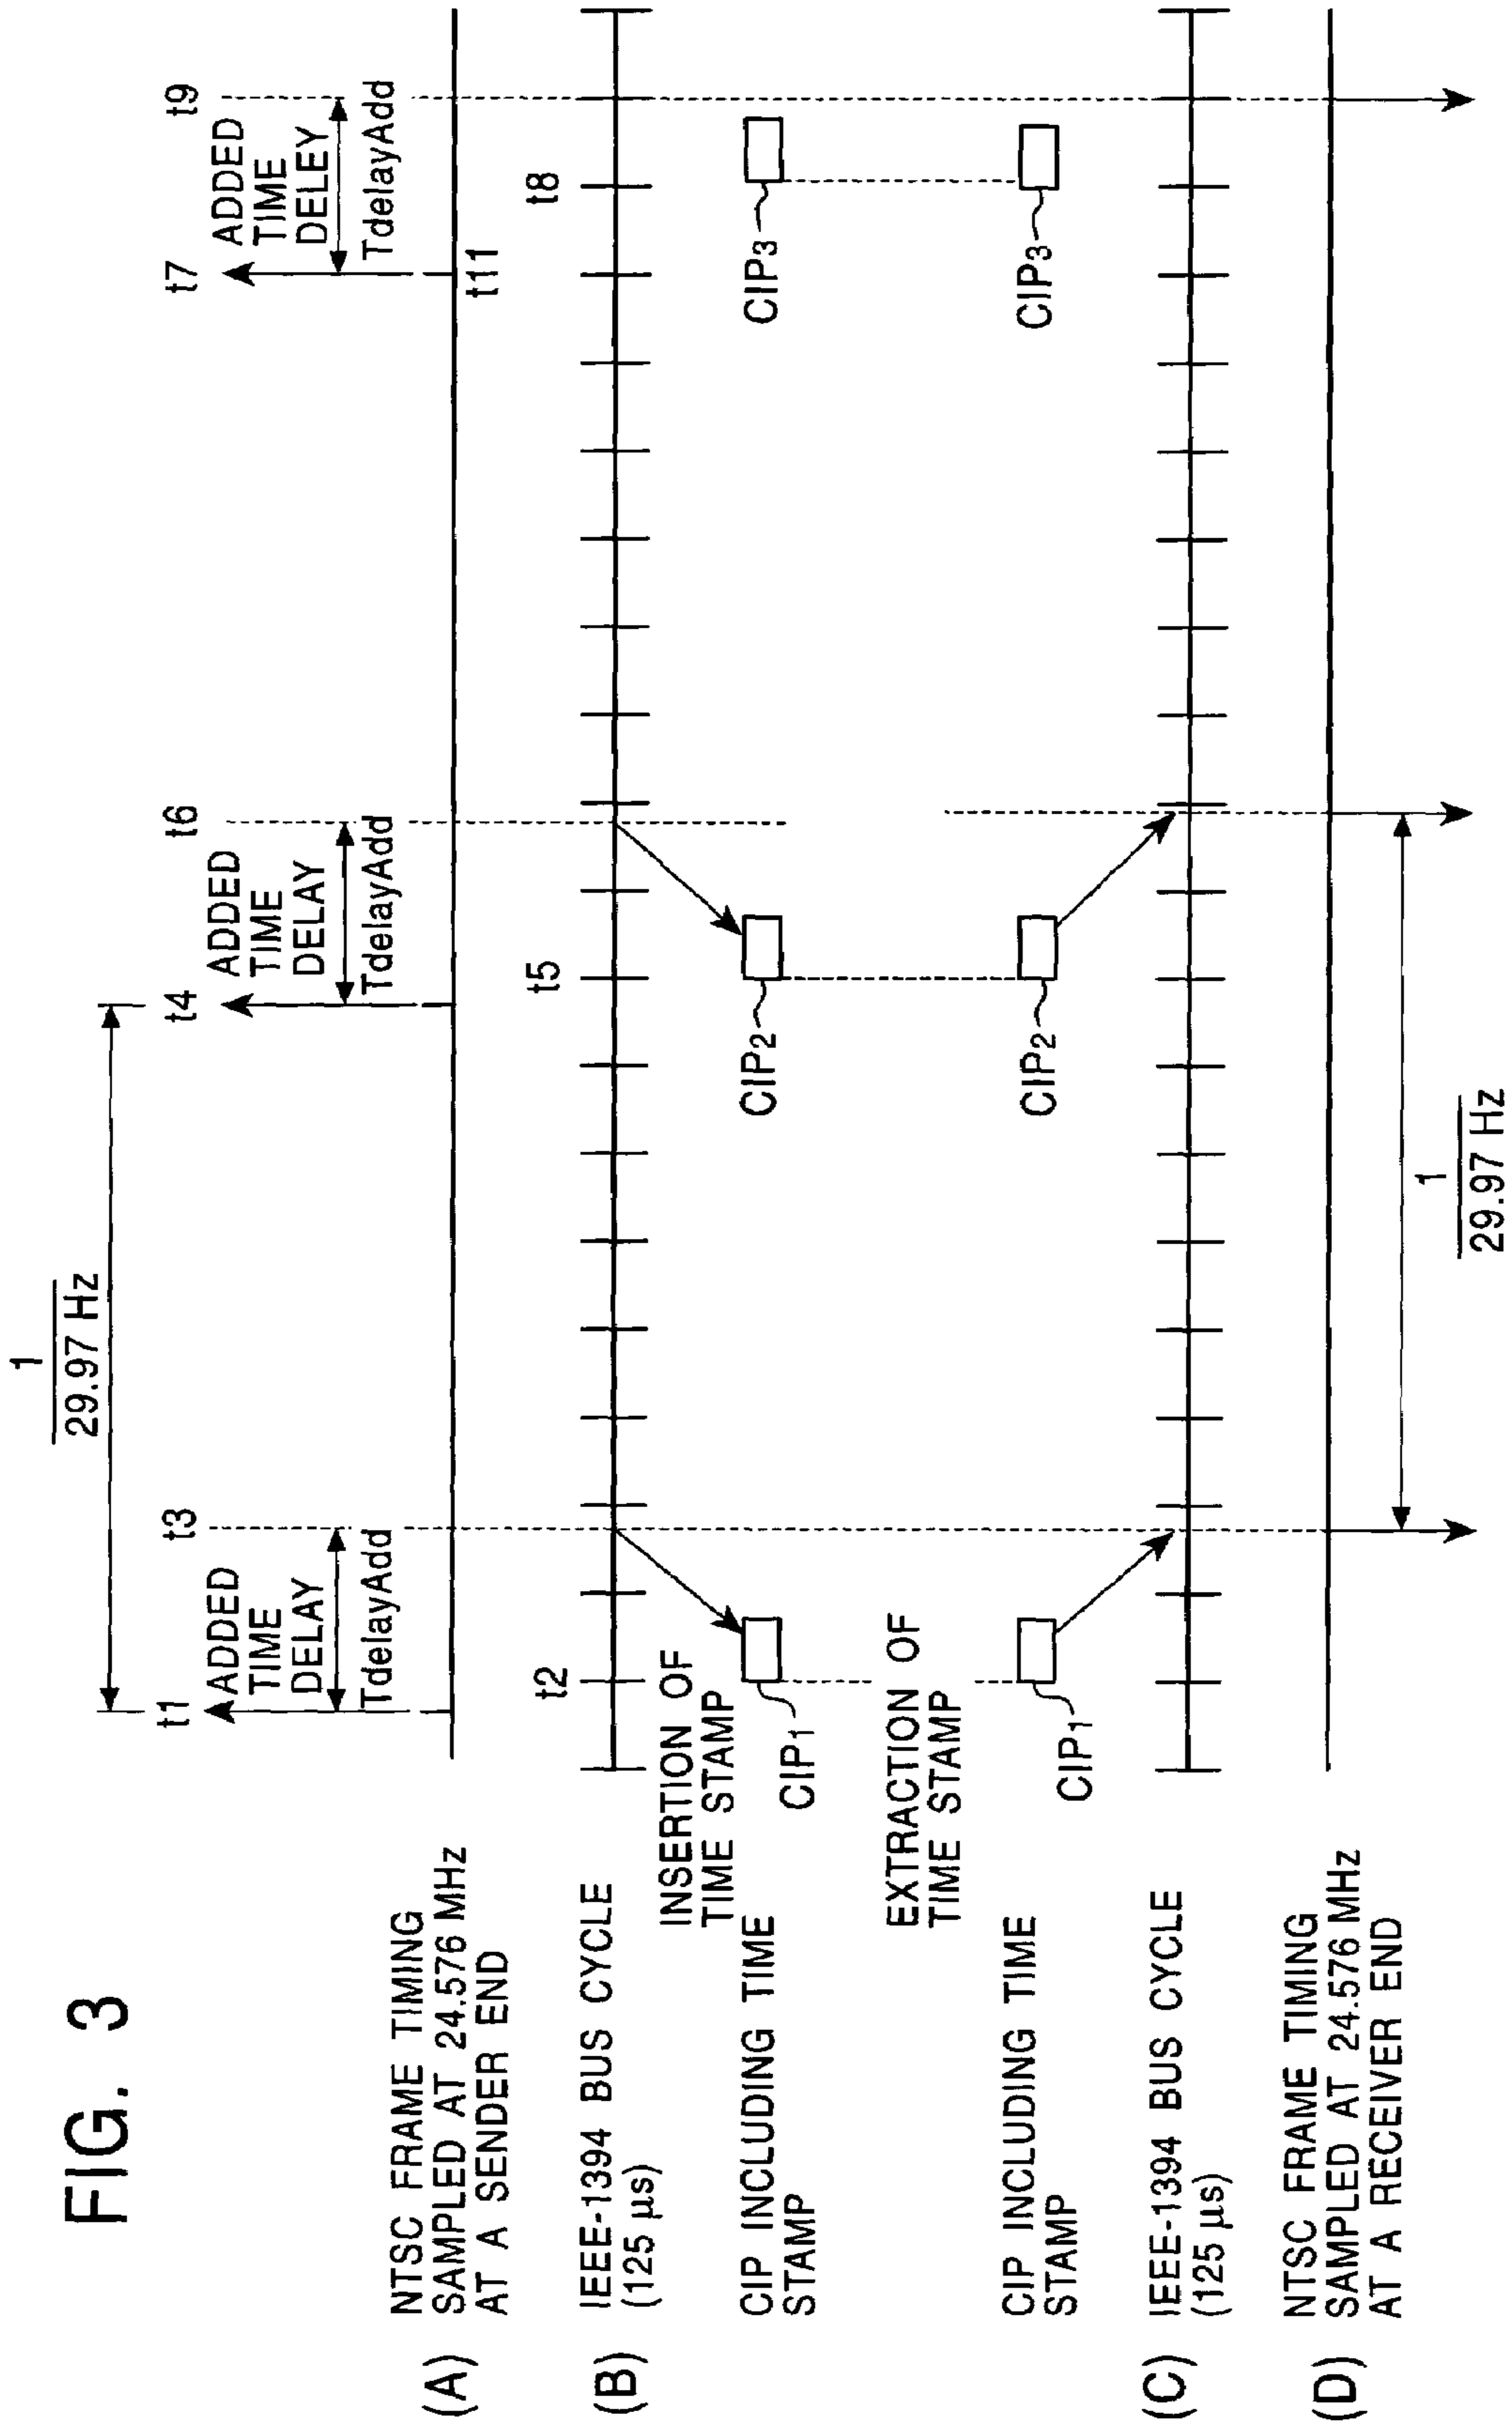 FIG. 3
1
29.97 Hz
t1
t3
t4
t6
t7
t9
ADDED
TIME
DELAY
TdelayAdd
ADDED
TIME
DELAY
TdelayAdd
ADDED
TIME
DELEY
TdelayAdd
(A)
NTSC FRAME TIMING
SAMPLED AT 24.576 MHz
AT A SENDER END
t11
t2
t5
t8
(B)
IEEE-1394 BUS CYCLE
(125 µs)
INSERTION OF
TIME STAMP
CIP INCLUDING TIME
STAMP
CIP1
CIP2
CIP3
EXTRACTION OF
TIME STAMP
CIP INCLUDING TIME
STAMP
CIP1
CIP2
CIP3
(C)
IEEE-1394 BUS CYCLE
(125 µs)
(D)
NTSC FRAME TIMING
SAMPLED AT 24.576 MHz
AT A RECEIVER END
1
29.97 Hz